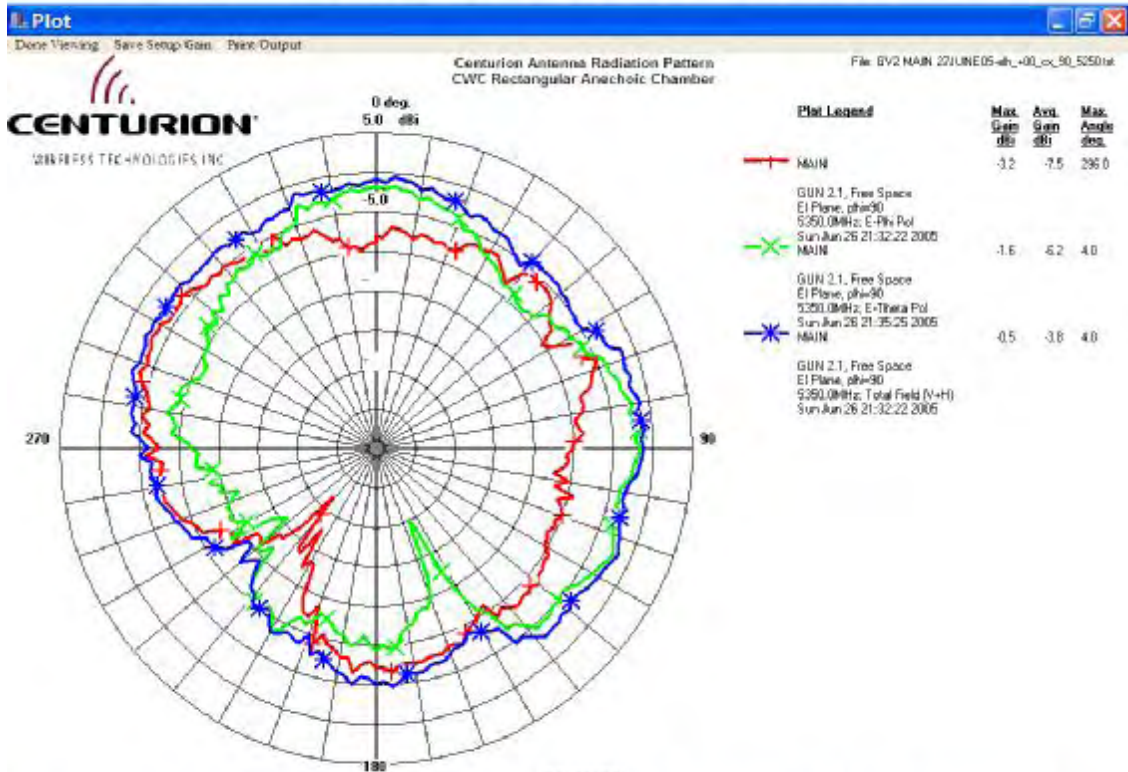 Plot
Done Viewing Save Setup/Gain Print/Output
CENTURION
WIRELESS TECHNOLOGIES INC.
Centurion Antenna Radiation Pattern
CWC Rectangular Anechoic Chamber
File: GV2 MAIN 27JUNE05-
0 deg.
5.0 dBi
-5.0
270
90
180
Plot Legend Max. Gain dBi Avg. Gain dBi Max. Angle deg.
MAIN -3.2 -7.5 296.0
GUN 2.1, Free Space
El Plane, phi=90
5350.0MHz; E-Phi Pol
Sun Jun 26 21:32:22 2005
MAIN -1.6 -6.2 4.0
GUN 2.1, Free Space
El Plane, phi=90
5350.0MHz; E-Theta Pol
Sun Jun 26 21:35:25 2005
MAIN -0.5 -3.8 4.0
GUN 2.1, Free Space
El Plane, phi=90
5350.0MHz; Total Field (V+H)
Sun Jun 26 21:32:22 2005